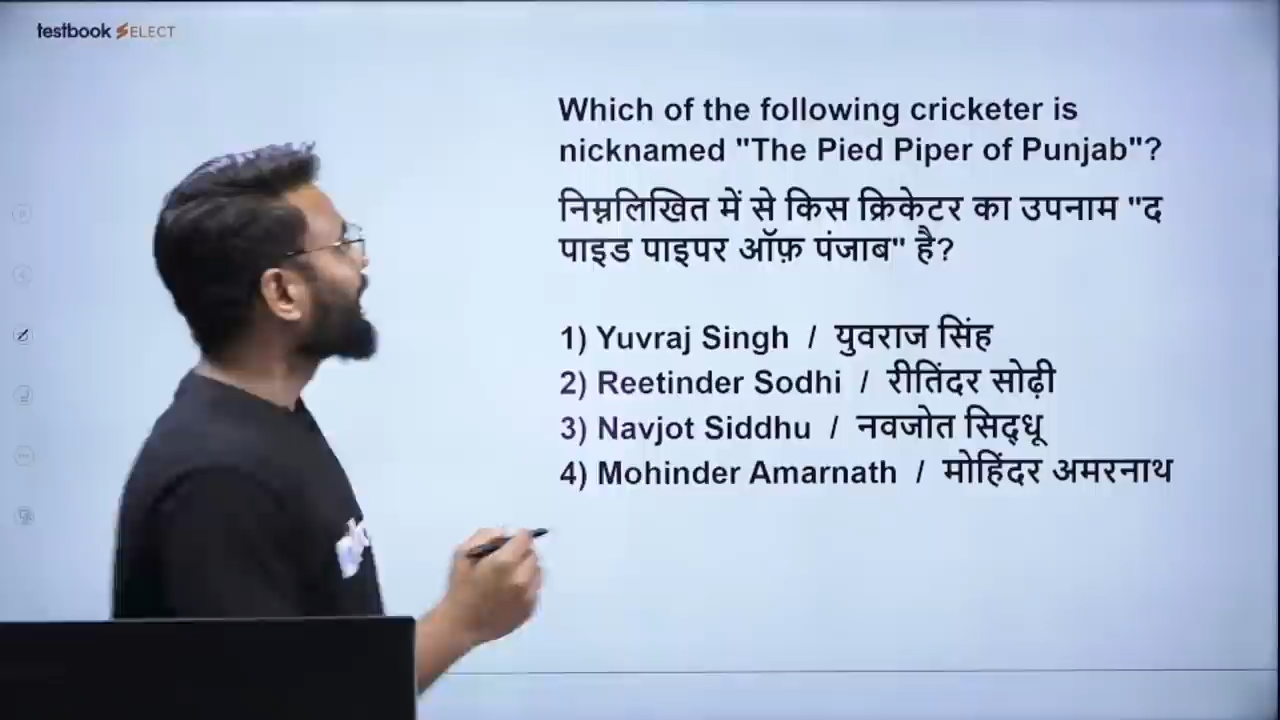 testbook SELECT
Which of the following cricketer is
nicknamed "The Pied Piper of Punjab"?
निम्नलिखित में से किस क्रिकेटर का उपनाम "द
पाइड पाइपर ऑफ़ पंजाब" है?
1) Yuvraj Singh / युवराज सिंह
2) Reetinder Sodhi / रीतिंदर सोढ़ी
3) Navjot Siddhu / नवजोत सिद्धू
4) Mohinder Amarnath / मोहिंदर अमरनाथ